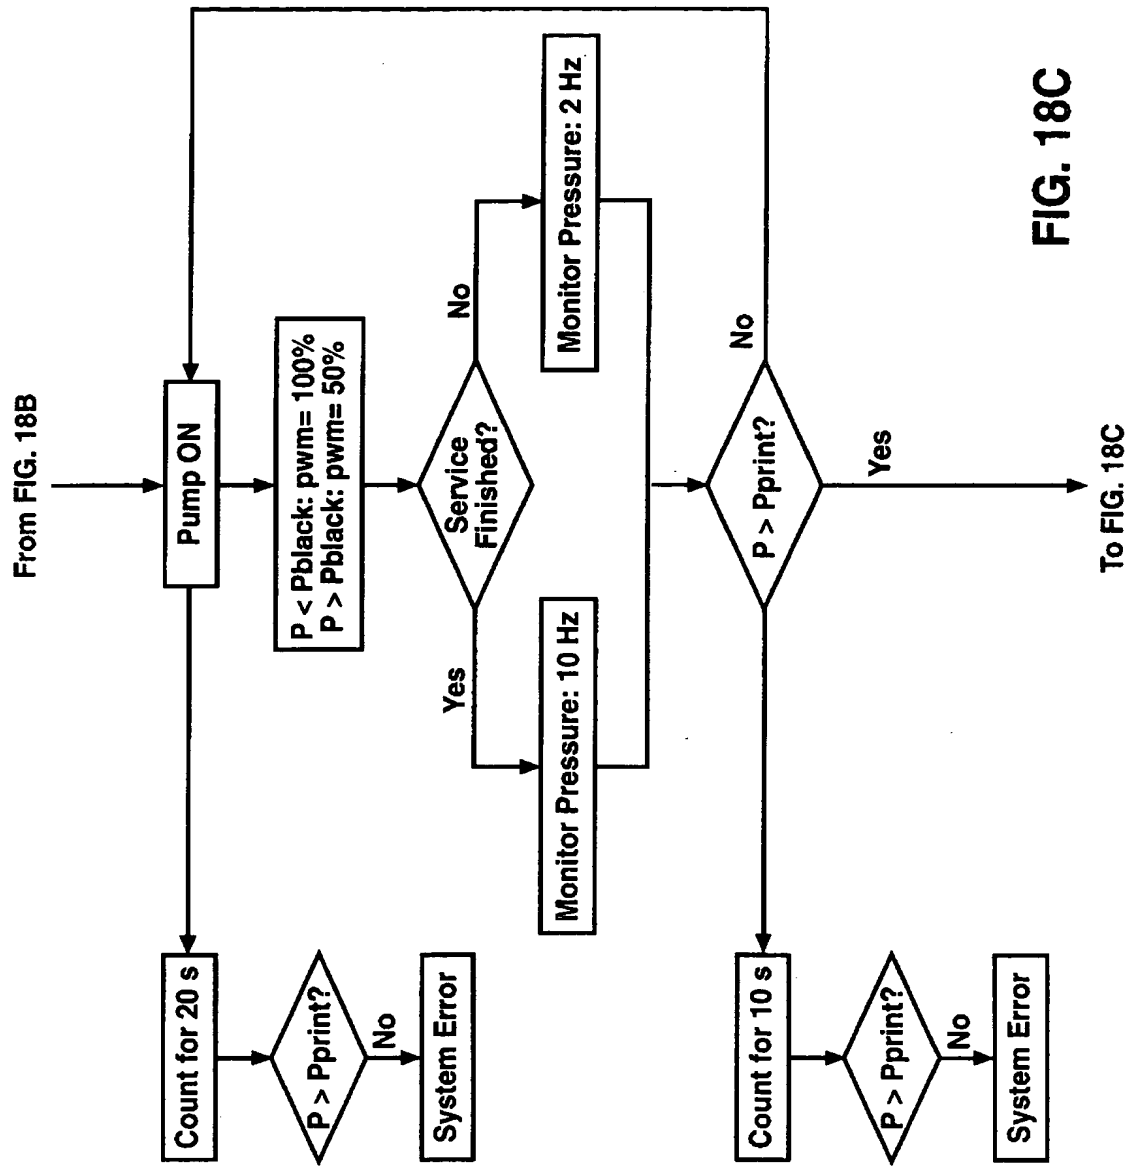 From FIG. 18B
Pump ON
Count for 20 s
P > Pprint?
No
System Error
P < Pblack: pwm= 100%
P > Pblack: pwm= 50%
Service
Finished?
Yes
No
Monitor Pressure: 10 Hz
Monitor Pressure: 2 Hz
P > Pprint?
No
Yes
Count for 10 s
P > Pprint?
No
System Error
To FIG. 18C
FIG. 18C